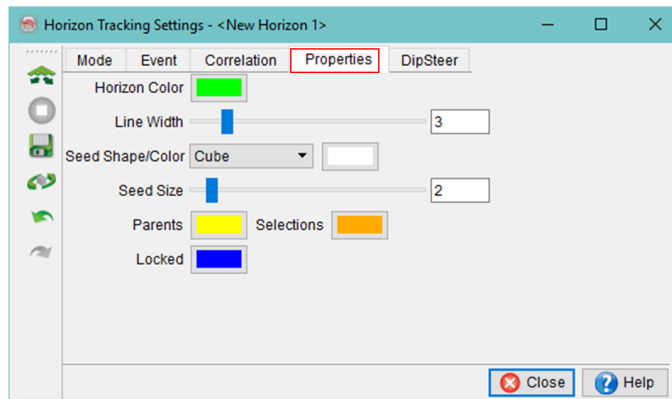 Horizon Tracking Settings - <New Horizon 1>
Mode Event Correlation Properties DipSteer
Horizon Color
Line Width 3
Seed Shape/Color Cube
Seed Size 2
Parents Selections
Locked
Close Help